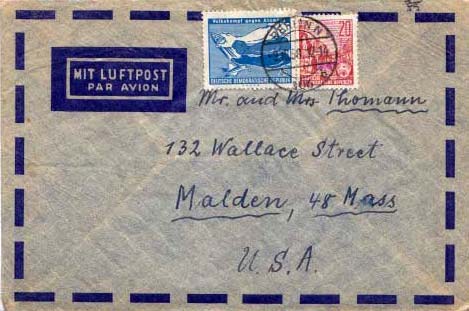 Volkskampf gegen
DEUTSCHE DEMOKRATISCHE REPUBLIK
20
MIT LUFTPOST
PAR AVION
Mr. and Mrs Thomann
132 Wallace Street
Malden, 48 Mass
U.S.A.